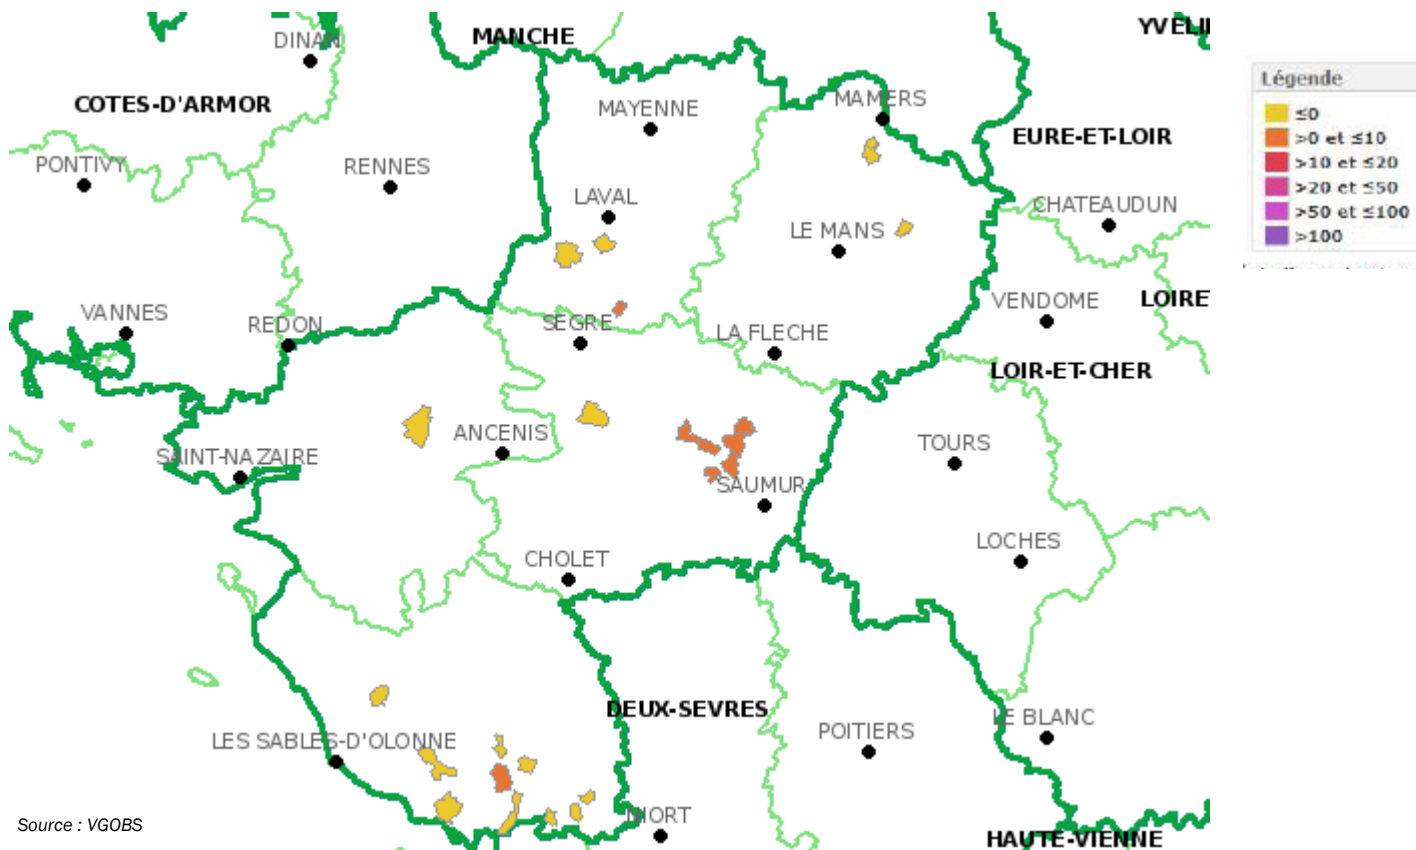 MANCHE
YVELI
DINAN
Légende
MAMERS
COTES-D'ARMOR
MAYENNE
≤0
EURE-ET-LOIR
>0 et ≤10
PONTIVY
RENNES
>10 et ≤20
>20 et ≤50
LAVAL
CHATEAUDUN
>50 et ≤100
LE MANS
>100
VANNES
VENDOME
LOIRE
REDON
SEGRE
LA FLECHE
LOIR-ET-CHER
ANCENIS
TOURS
SAINT-NAZAIRE
SAUMUR
LOCHES
CHOLET
DEUX-SEVRES
LE BLANC
POITIERS
LES SABLES-D'OLONNE
NIORT
Source : VGOBS
HAUTE-VIENNE